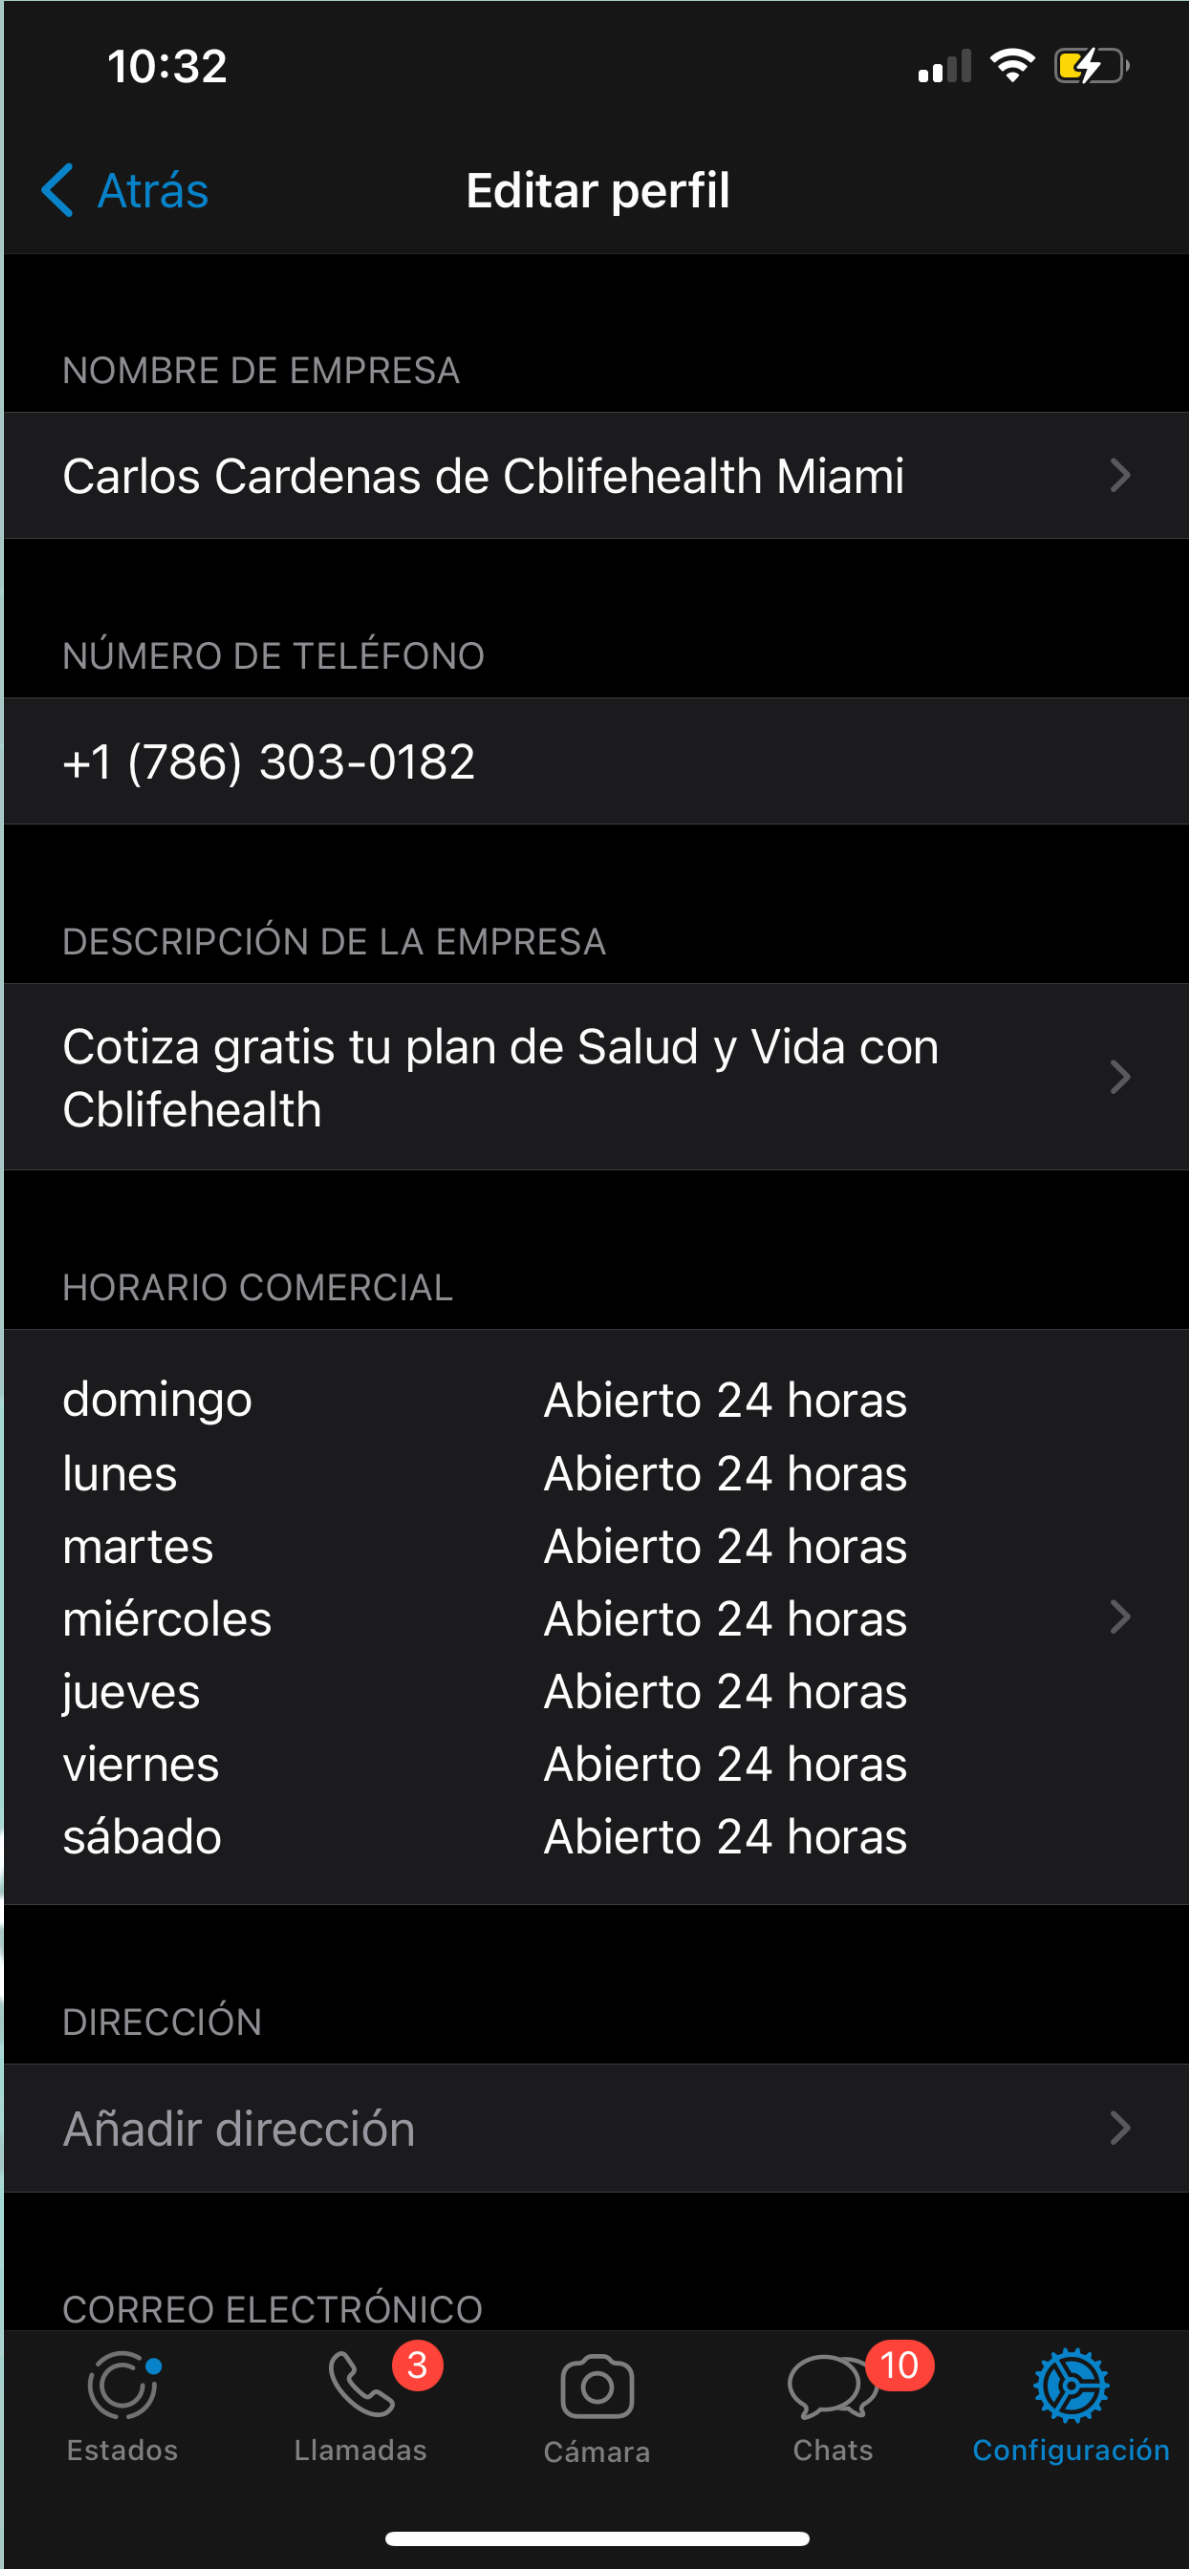 10:32
Atrás
Editar perfil
NOMBRE DE EMPRESA
Carlos Cardenas de Cblifehealth Miami
NÚMERO DE TELÉFONO
+1 (786) 303-0182
DESCRIPCIÓN DE LA EMPRESA
Cotiza gratis tu plan de Salud y Vida con
Cblifehealth
HORARIO COMERCIAL
domingo Abierto 24 horas
lunes Abierto 24 horas
martes Abierto 24 horas
miércoles Abierto 24 horas
jueves Abierto 24 horas
viernes Abierto 24 horas
sábado Abierto 24 horas
DIRECCIÓN
Añadir dirección
CORREO ELECTRÓNICO
3 10
Estados Llamadas Cámara Chats Configuración